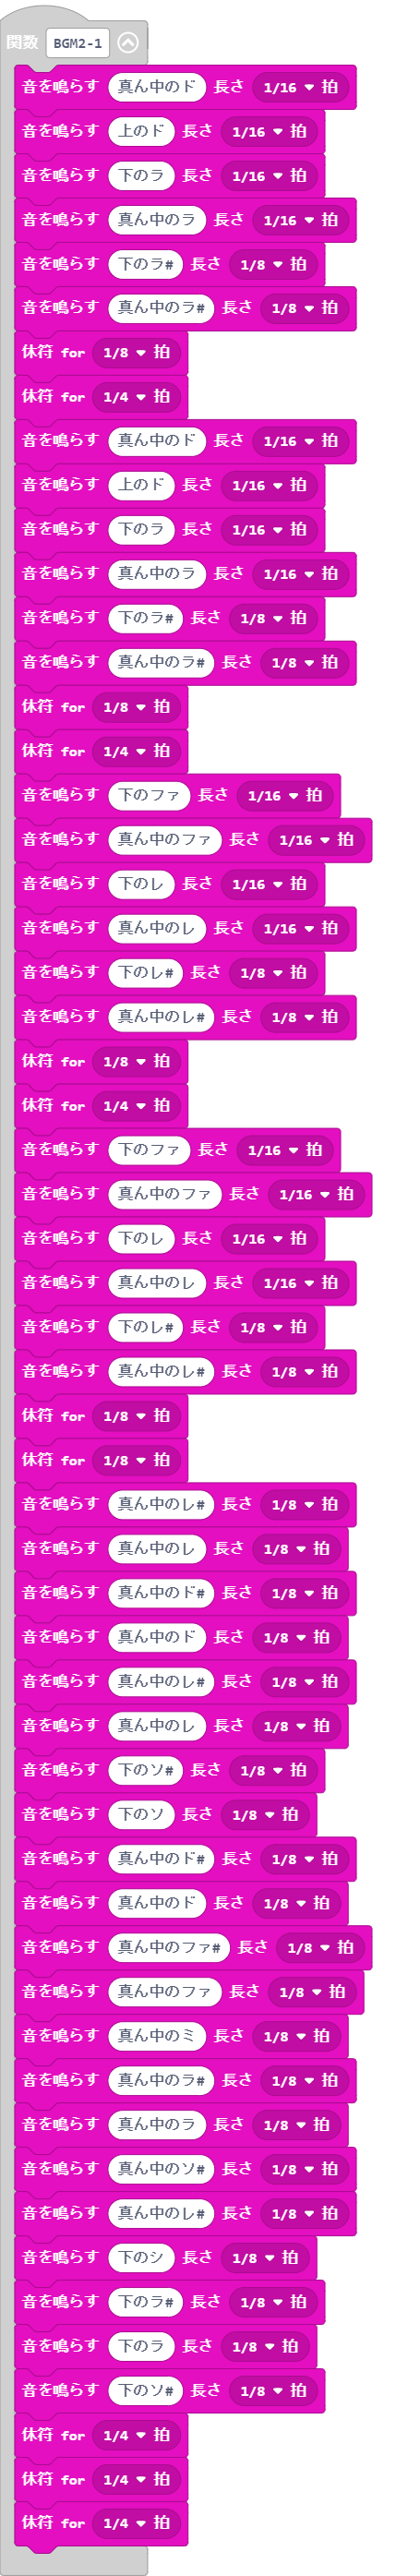 関数 BGM2-1
音を鳴らす 真ん中のド 長さ 1/16 拍
音を鳴らす 上のド 長さ 1/16 拍
音を鳴らす 下のラ 長さ 1/16 拍
音を鳴らす 真ん中のラ 長さ 1/16 拍
音を鳴らす 下のラ# 長さ 1/8 拍
音を鳴らす 真ん中のラ# 長さ 1/8 拍
休符 for 1/8 拍
休符 for 1/4 拍
音を鳴らす 真ん中のド 長さ 1/16 拍
音を鳴らす 上のド 長さ 1/16 拍
音を鳴らす 下のラ 長さ 1/16 拍
音を鳴らす 真ん中のラ 長さ 1/16 拍
音を鳴らす 下のラ# 長さ 1/8 拍
音を鳴らす 真ん中のラ# 長さ 1/8 拍
休符 for 1/8 拍
休符 for 1/4 拍
音を鳴らす 下のファ 長さ 1/16 拍
音を鳴らす 真ん中のファ 長さ 1/16 拍
音を鳴らす 下のレ 長さ 1/16 拍
音を鳴らす 真ん中のレ 長さ 1/16 拍
音を鳴らす 下のレ# 長さ 1/8 拍
音を鳴らす 真ん中のレ# 長さ 1/8 拍
休符 for 1/8 拍
休符 for 1/4 拍
音を鳴らす 下のファ 長さ 1/16 拍
音を鳴らす 真ん中のファ 長さ 1/16 拍
音を鳴らす 下のレ 長さ 1/16 拍
音を鳴らす 真ん中のレ 長さ 1/16 拍
音を鳴らす 下のレ# 長さ 1/8 拍
音を鳴らす 真ん中のレ# 長さ 1/8 拍
休符 for 1/8 拍
休符 for 1/8 拍
音を鳴らす 真ん中のレ# 長さ 1/8 拍
音を鳴らす 真ん中のレ 長さ 1/8 拍
音を鳴らす 真ん中のド# 長さ 1/8 拍
音を鳴らす 真ん中のド 長さ 1/8 拍
音を鳴らす 真ん中のレ# 長さ 1/8 拍
音を鳴らす 真ん中のレ 長さ 1/8 拍
音を鳴らす 下のソ# 長さ 1/8 拍
音を鳴らす 下のソ 長さ 1/8 拍
音を鳴らす 真ん中のド# 長さ 1/8 拍
音を鳴らす 真ん中のド 長さ 1/8 拍
音を鳴らす 真ん中のファ# 長さ 1/8 拍
音を鳴らす 真ん中のファ 長さ 1/8 拍
音を鳴らす 真ん中のミ 長さ 1/8 拍
音を鳴らす 真ん中のラ# 長さ 1/8 拍
音を鳴らす 真ん中のラ 長さ 1/8 拍
音を鳴らす 真ん中のソ# 長さ 1/8 拍
音を鳴らす 真ん中のレ# 長さ 1/8 拍
音を鳴らす 下のシ 長さ 1/8 拍
音を鳴らす 下のラ# 長さ 1/8 拍
音を鳴らす 下のラ 長さ 1/8 拍
音を鳴らす 下のソ# 長さ 1/8 拍
休符 for 1/4 拍
休符 for 1/4 拍
休符 for 1/4 拍